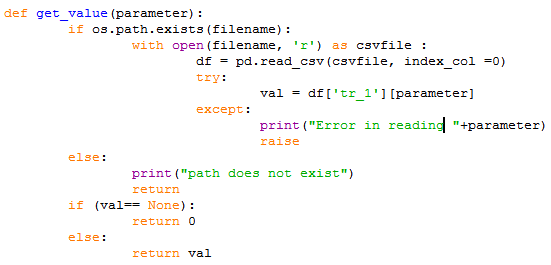 def get_value(parameter):
        if os.path.exists(filename):
                with open(filename, 'r') as csvfile :
                        df = pd.read_csv(csvfile, index_col =0)
                        try:
                                val = df['tr_1'][parameter]
                        except:
                                print("Error in reading "+parameter)
                                raise
        else:
                print("path does not exist")
                return
        if (val== None):
                return 0
        else:
                return val